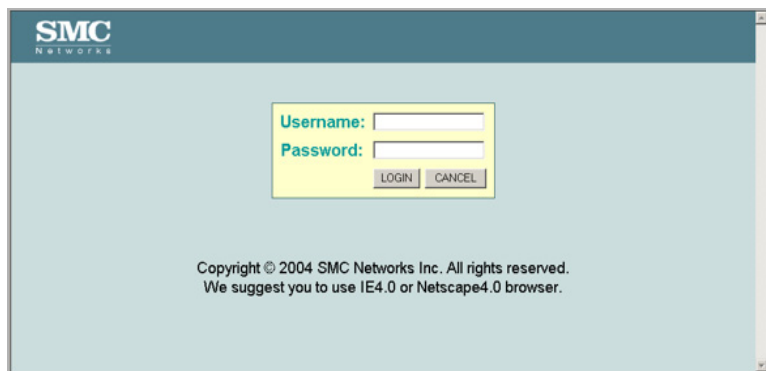 SMC
Networks
Username:
Password:
LOGIN CANCEL
Copyright © 2004 SMC Networks Inc. All rights reserved.
We suggest you to use IE4.0 or Netscape4.0 browser.